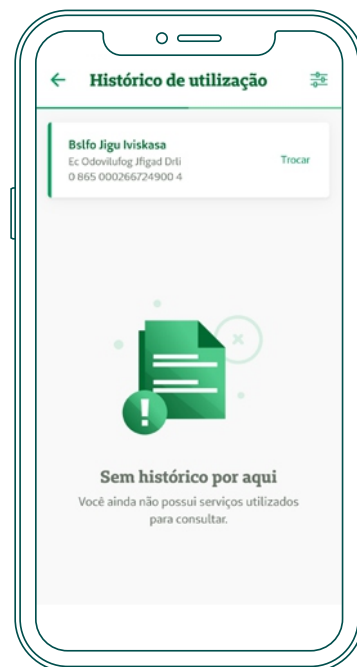 Histórico de utilização
Bslfo Jigu Iviskasa
Ec Odovilufog Jfigad Drli
Trocar
0 865 000266724900 4
Sem histórico por aqui
Você ainda não possui serviços utilizados
para consultar.